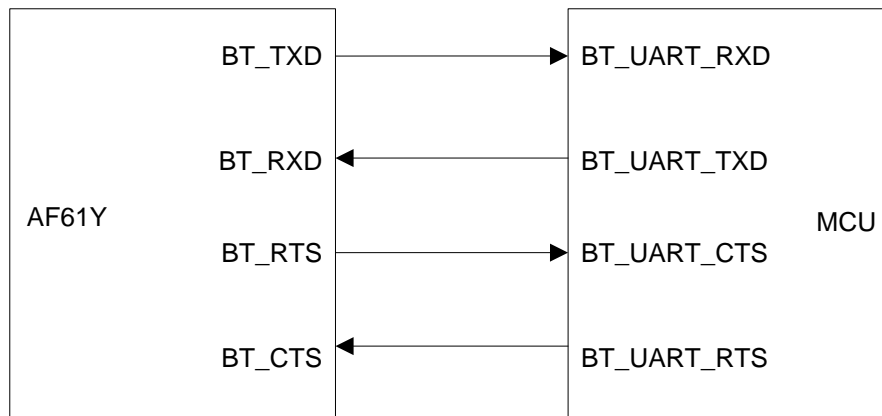 BT_TXD BT_UART_RXD
BT_RXD BT_UART_TXD
AF61Y MCU
BT_RTS BT_UART_CTS
BT_CTS BT_UART_RTS